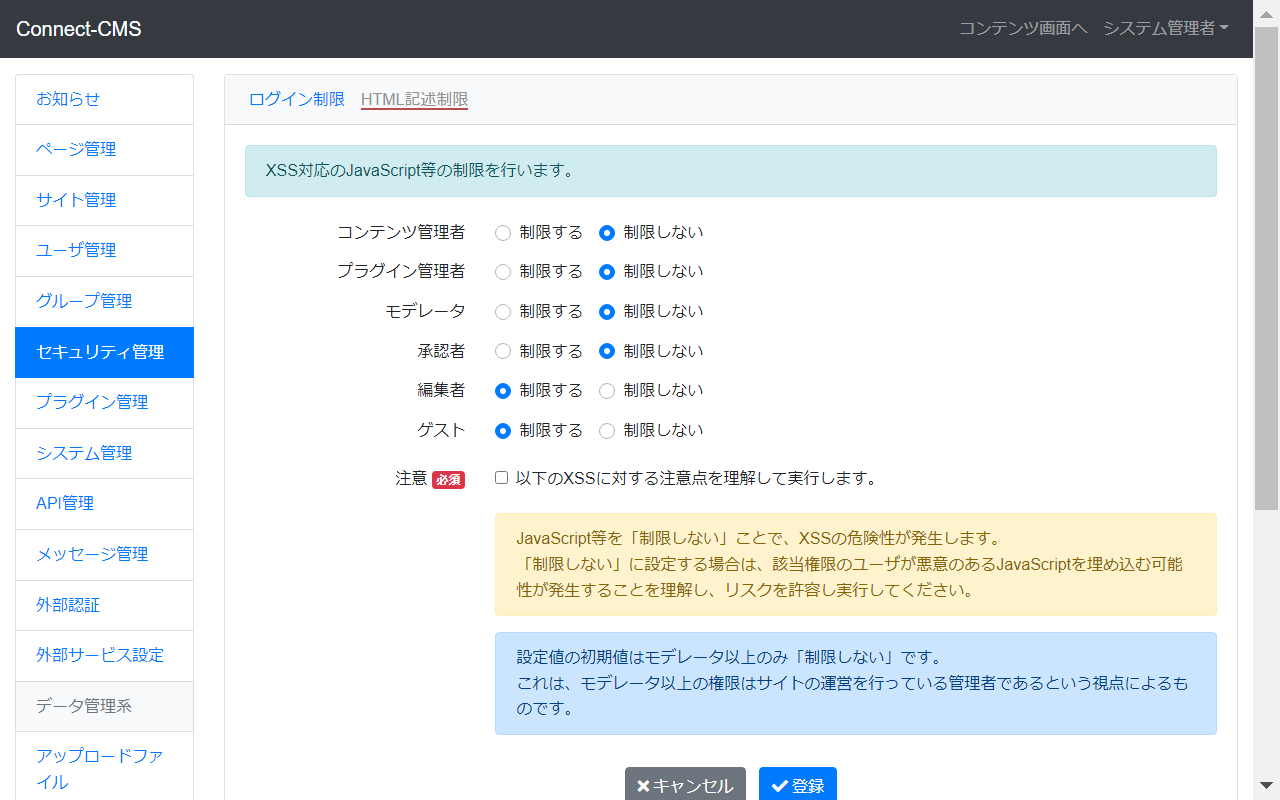 Connect-CMS
コンテンツ画面へ システム管理者
お知らせ
ページ管理
サイト管理
ユーザ管理
グループ管理
セキュリティ管理
プラグイン管理
システム管理
API管理
メッセージ管理
外部認証
外部サービス設定
データ管理系
アップロードファ
イル
ログイン制限 HTML記述制限
XSS対応のJavaScript等の制限を行います。
コンテンツ管理者 制限する 制限しない
プラグイン管理者 制限する 制限しない
モデレータ 制限する 制限しない
承認者 制限する 制限しない
編集者 制限する 制限しない
ゲスト 制限する 制限しない
注意 必須 以下のXSSに対する注意点を理解して実行します。
JavaScript等を「制限しない」ことで、XSSの危険性が発生します。
「制限しない」に設定する場合は、該当権限のユーザが悪意のあるJavaScriptを埋め込む可能
性が発生することを理解し、リスクを許容し実行してください。
設定値の初期値はモデレータ以上のみ「制限しない」です。
これは、モデレータ以上の権限はサイトの運営を行っている管理者であるという視点によるも
のです。
キャンセル 登録